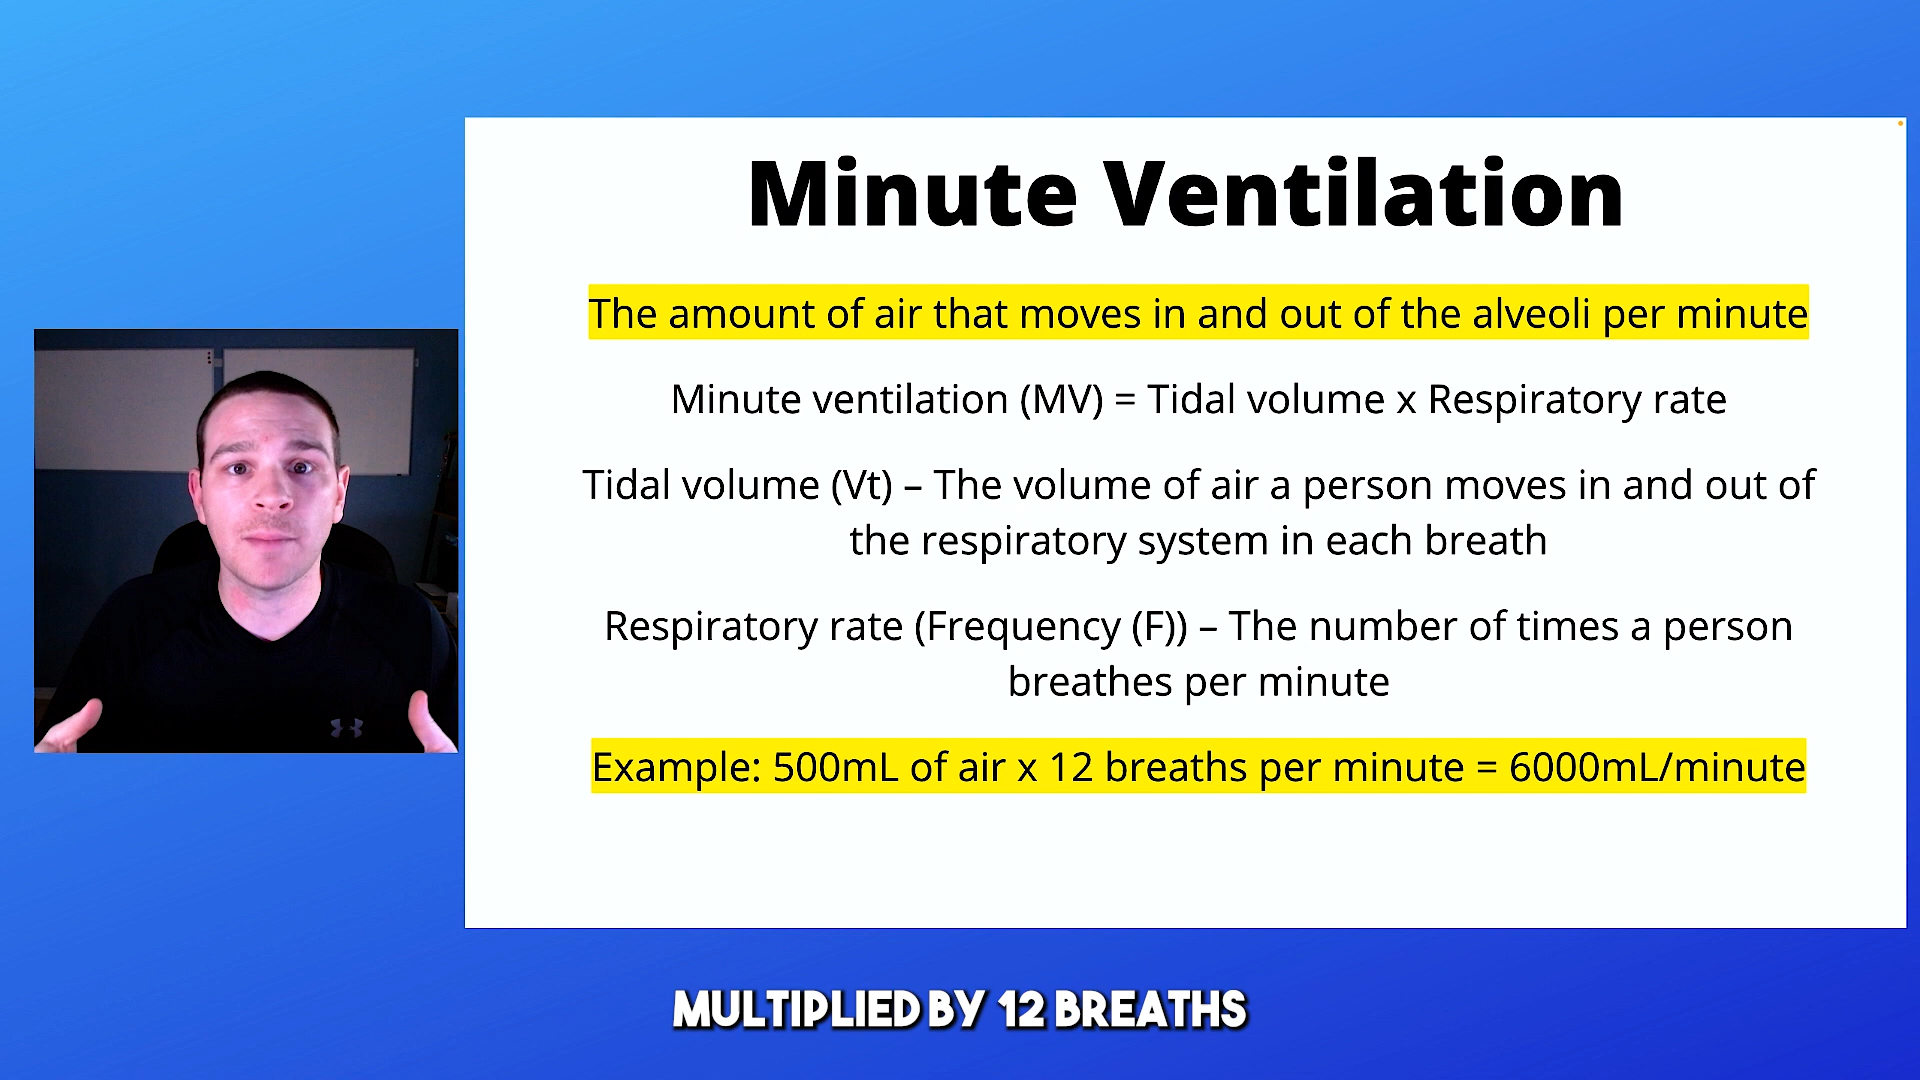 Minute Ventilation
The amount of air that moves in and out of the alveoli per minute
Minute ventilation (MV) = Tidal volume x Respiratory rate
Tidal volume (Vt) – The volume of air a person moves in and out of
the respiratory system in each breath
Respiratory rate (Frequency (F)) – The number of times a person
breathes per minute
Example: 500mL of air x 12 breaths per minute = 6000mL/minute
MULTIPLIED BY 12 BREATHS